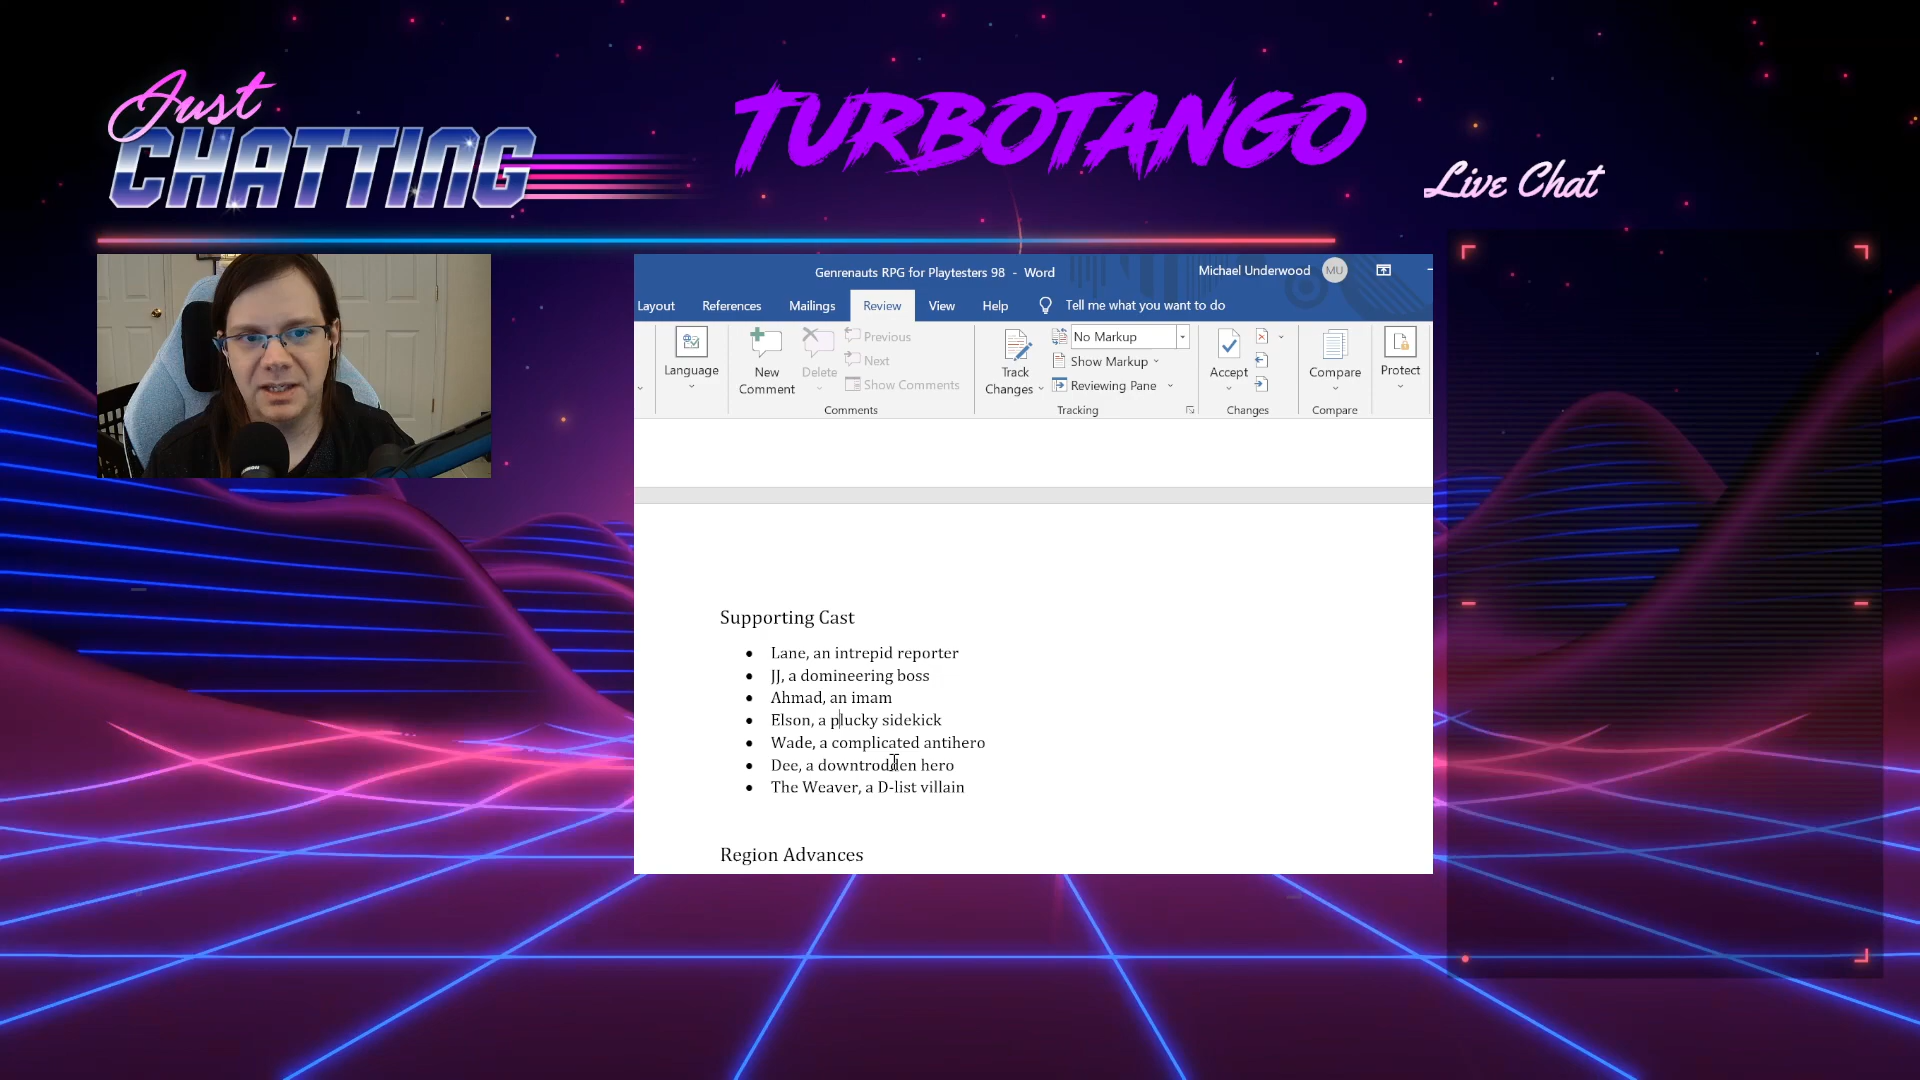 Just
CHATTING
TURBOTANGO
Live Chat
Genrenauts RPG for Playtesters 98 - Word
Michael Underwood MU
Layout References Mailings Review View Help Tell me what you want to do
Language
New Comment
Delete
Previous
Next
Show Comments
Comments
Track Changes
No Markup
Show Markup
Reviewing Pane
Tracking
Accept
Changes
Compare
Compare
Protect
Supporting Cast
• Lane, an intrepid reporter
• JJ, a domineering boss
• Ahmad, an imam
• Elson, a plucky sidekick
• Wade, a complicated antihero
• Dee, a downtrodden hero
• The Weaver, a D-list villain
Region Advances